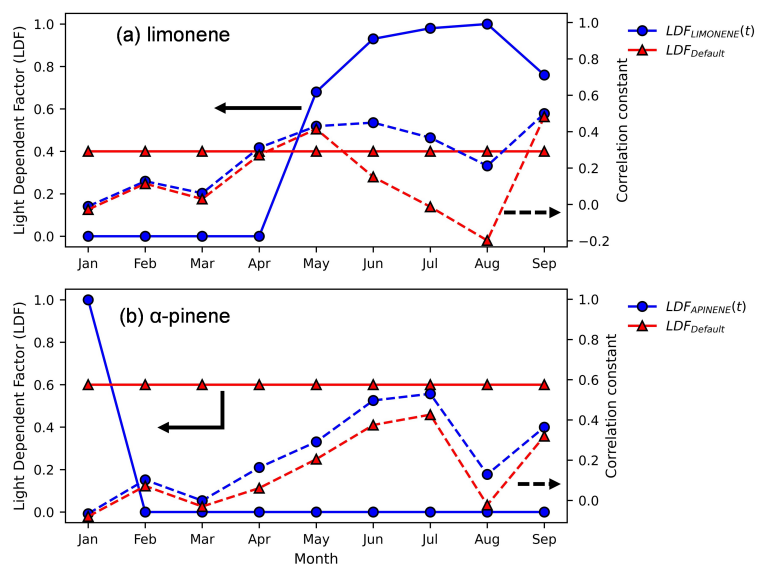 (a) limonene
Light Dependent Factor (LDF)
1.0
0.8
0.6
0.4
0.2
0.0
Jan Feb Mar Apr May Jun Jul Aug Sep
1.0
0.8
0.6
0.4
0.2
0.0
−0.2
Correlation constant
LDF_LIMONENE(t)
LDF_Default
(b) α-pinene
Light Dependent Factor (LDF)
1.0
0.8
0.6
0.4
0.2
0.0
Jan Feb Mar Apr May Jun Jul Aug Sep
Month
1.0
0.8
0.6
0.4
0.2
0.0
Correlation constant
LDF_APINENE(t)
LDF_Default